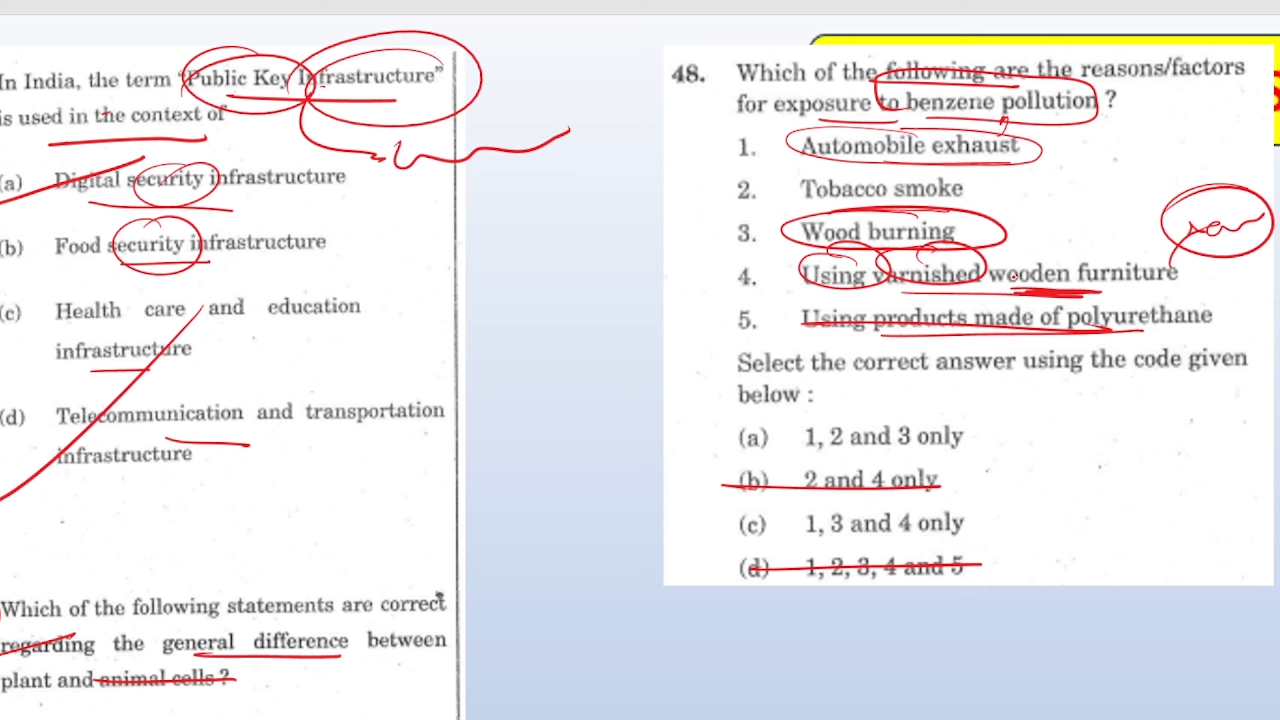 In India, the term "Public Key Infrastructure"
is used in the context of
(a) Digital security infrastructure
(b) Food security infrastructure
(c) Health care and education
infrastructure
(d) Telecommunication and transportation
infrastructure
Which of the following statements are correct
regarding the general difference between
plant and animal cells ?
48. Which of the following are the reasons/factors
for exposure to benzene pollution ?
1. Automobile exhaust
2. Tobacco smoke
3. Wood burning
4. Using varnished wooden furniture
5. Using products made of polyurethane
Select the correct answer using the code given
below :
(a) 1, 2 and 3 only
(b) 2 and 4 only
(c) 1, 3 and 4 only
(d) 1, 2, 3, 4 and 5